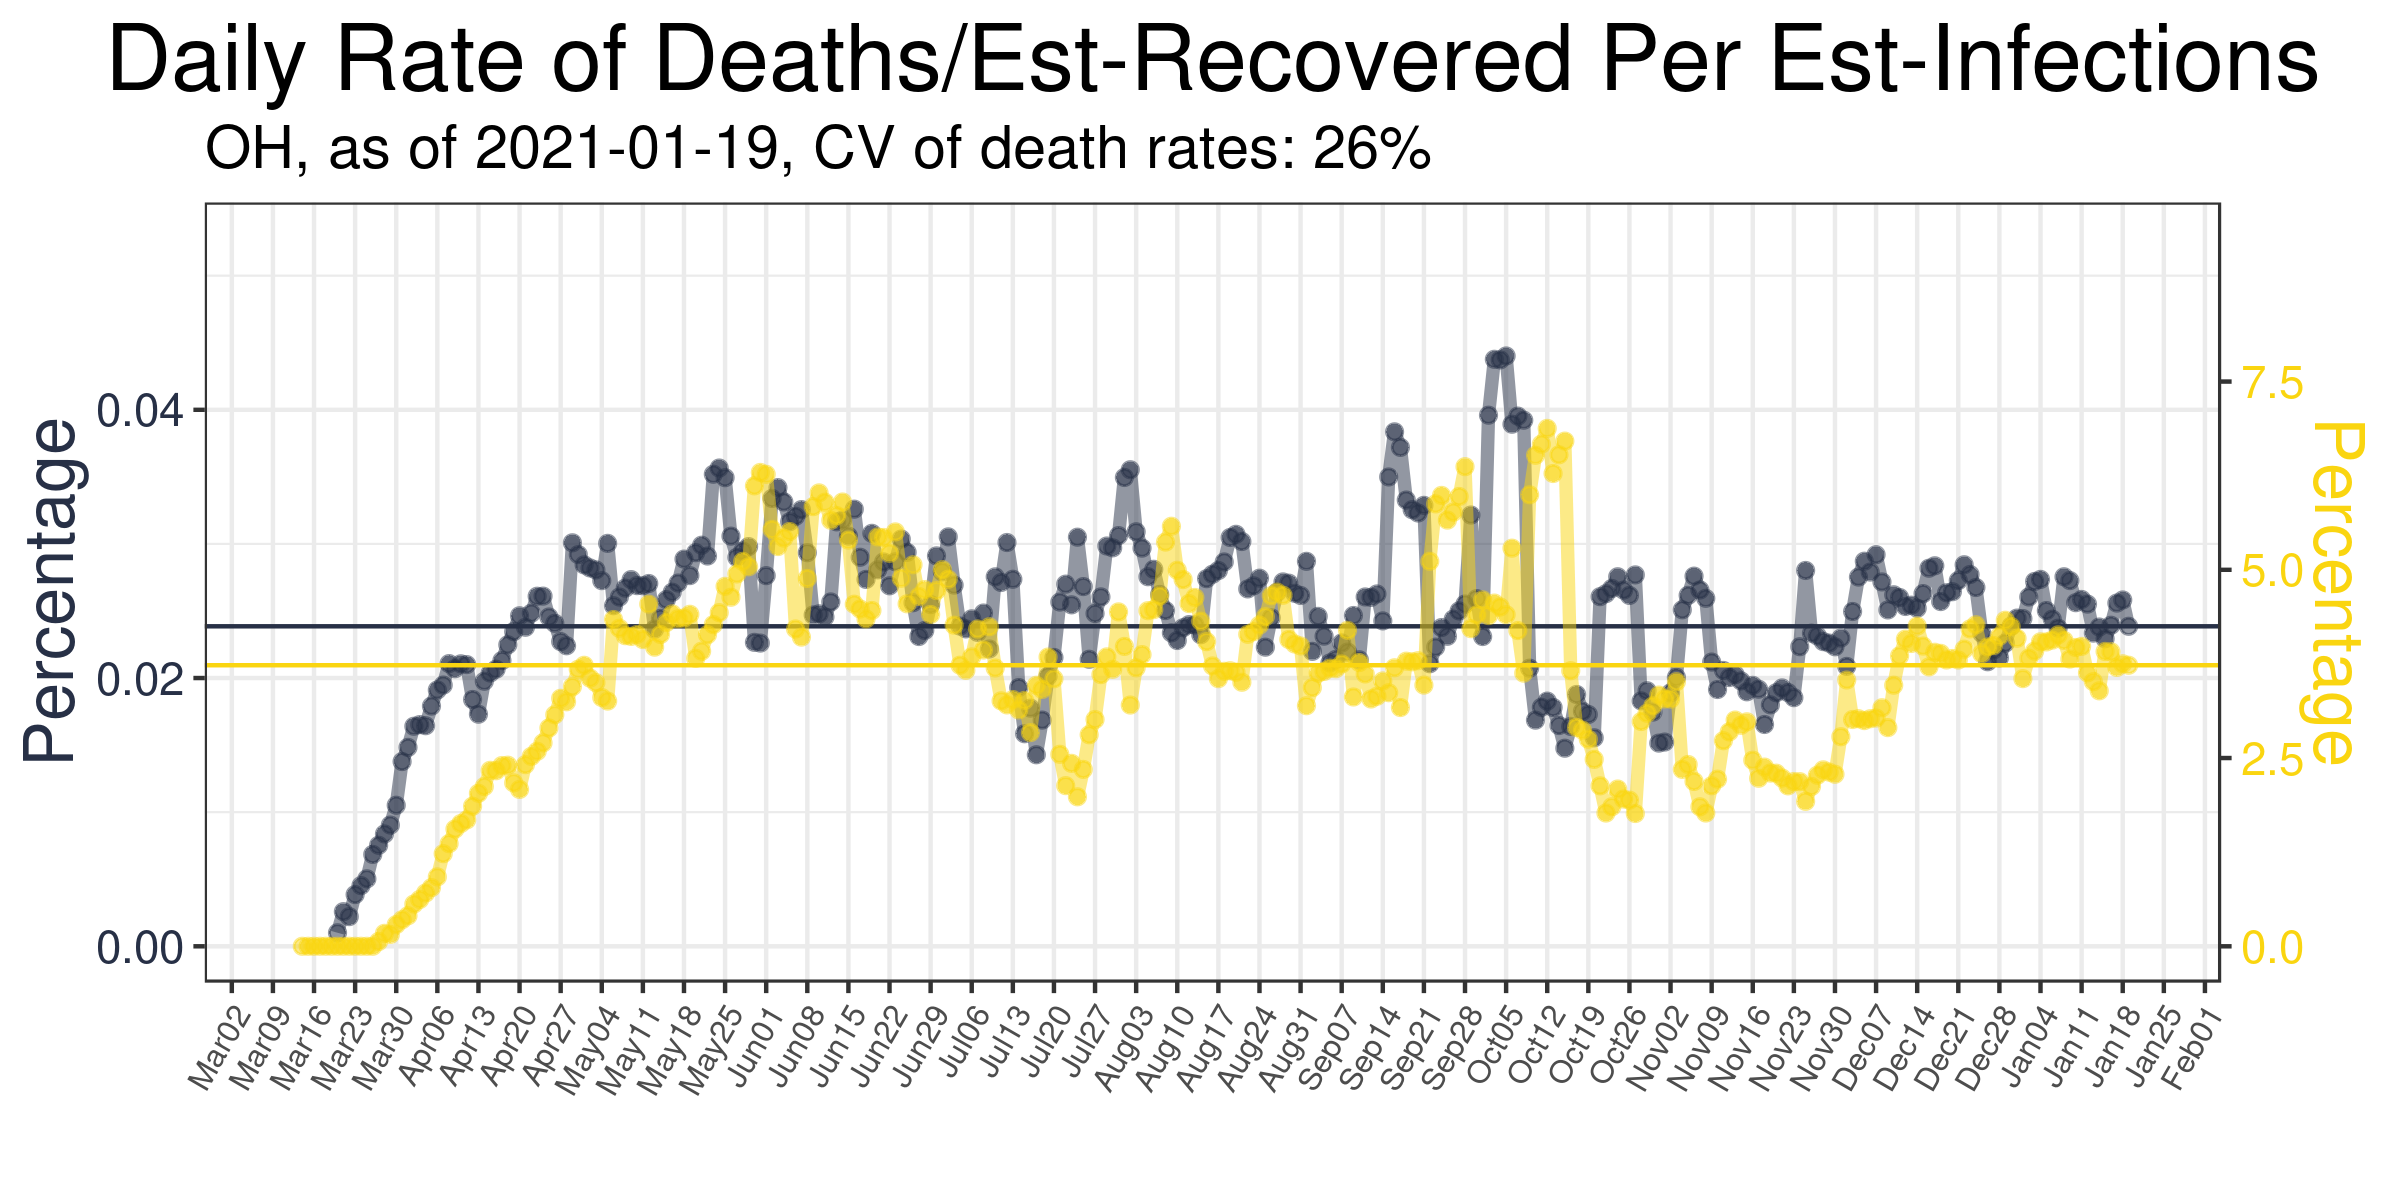 Daily Rate of Deaths/Est-Recovered Per Est-Infections
OH, as of 2021-01-19, CV of death rates: 26%
Percentage
0.04
0.02
0.00
7.5
5.0
2.5
0.0
Percentage
Mar02
Mar09
Mar16
Mar23
Mar30
Apr06
Apr13
Apr20
Apr27
May04
May11
May18
May25
Jun01
Jun08
Jun15
Jun22
Jun29
Jul06
Jul13
Jul20
Jul27
Aug03
Aug10
Aug17
Aug24
Aug31
Sep07
Sep14
Sep21
Sep28
Oct05
Oct12
Oct19
Oct26
Nov02
Nov09
Nov16
Nov23
Nov30
Dec07
Dec14
Dec21
Dec28
Jan04
Jan11
Jan18
Jan25
Feb01